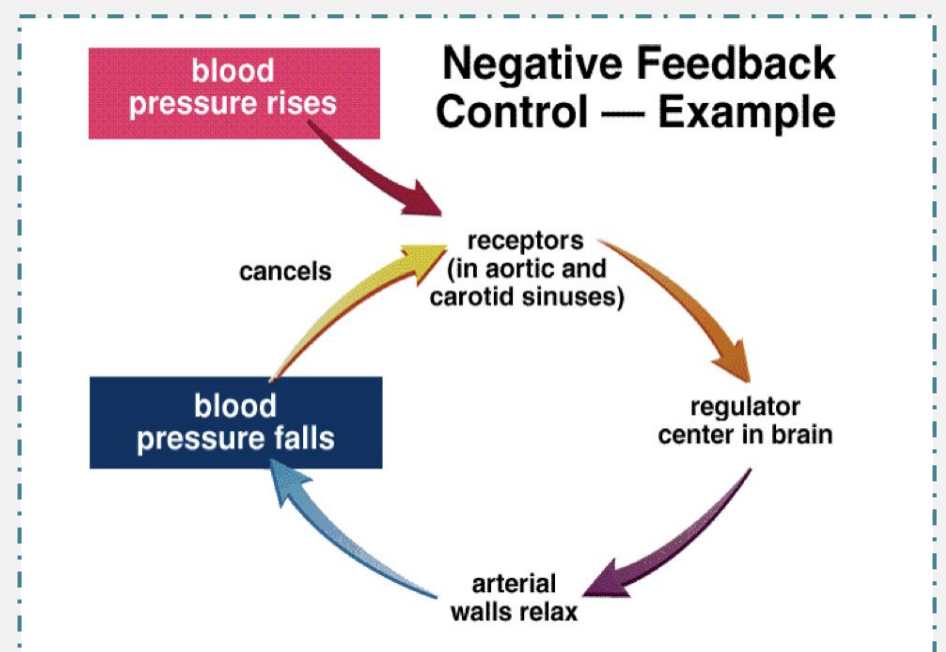 Negative Feedback
Control — Example
blood
pressure rises
receptors
(in aortic and
carotid sinuses)
cancels
regulator
center in brain
blood
pressure falls
arterial
walls relax